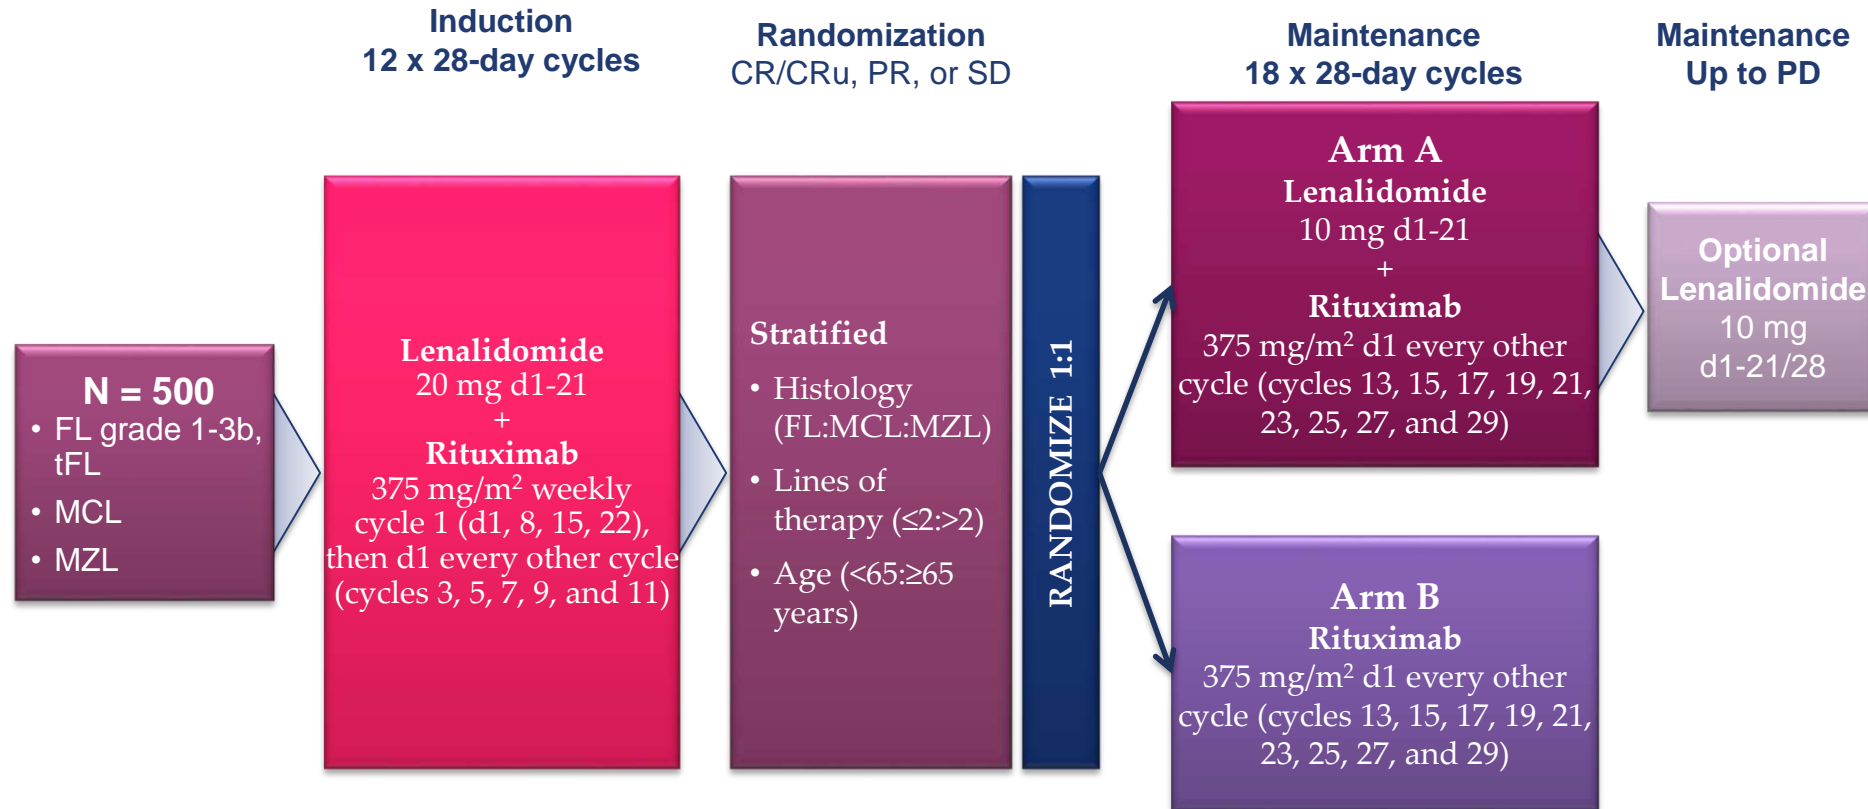 Induction
12 x 28-day cycles
Randomization
CR/CRu, PR, or SD
Maintenance
18 x 28-day cycles
Maintenance
Up to PD
N = 500
• FL grade 1-3b,
tFL
• MCL
• MZL
Lenalidomide
20 mg d1-21
+
Rituximab
375 mg/m² weekly
cycle 1 (d1, 8, 15, 22),
then d1 every other cycle
(cycles 3, 5, 7, 9, and 11)
Stratified
• Histology
(FL:MCL:MZL)
• Lines of
therapy (≤2:>2)
• Age (<65:≥65
years)
RANDOMIZE 1:1
Arm A
Lenalidomide
10 mg d1-21
+
Rituximab
375 mg/m² d1 every other
cycle (cycles 13, 15, 17, 19, 21,
23, 25, 27, and 29)
Arm B
Rituximab
375 mg/m² d1 every other
cycle (cycles 13, 15, 17, 19, 21,
23, 25, 27, and 29)
Optional
Lenalidomide
10 mg
d1-21/28